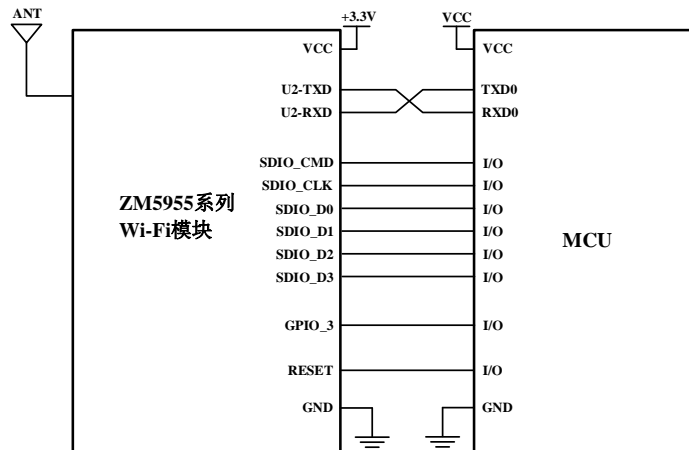 ANT
+3.3V
VCC
VCC
VCC
U2-TXD
TXD0
U2-RXD
RXD0
SDIO_CMD
I/O
SDIO_CLK
I/O
ZM5955系列
Wi-Fi模块
SDIO_D0
I/O
SDIO_D1
I/O
MCU
SDIO_D2
I/O
SDIO_D3
I/O
GPIO_3
I/O
RESET
I/O
GND
GND